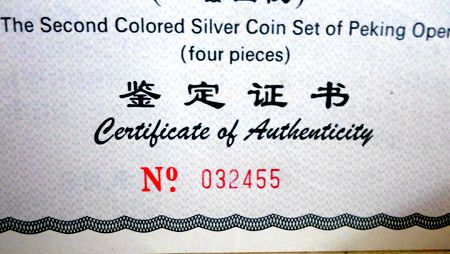 The Second Colored Silver Coin Set of Peking Oper
(four pieces)
鉴定证书
Certificate of Authenticity
Nº. 032455